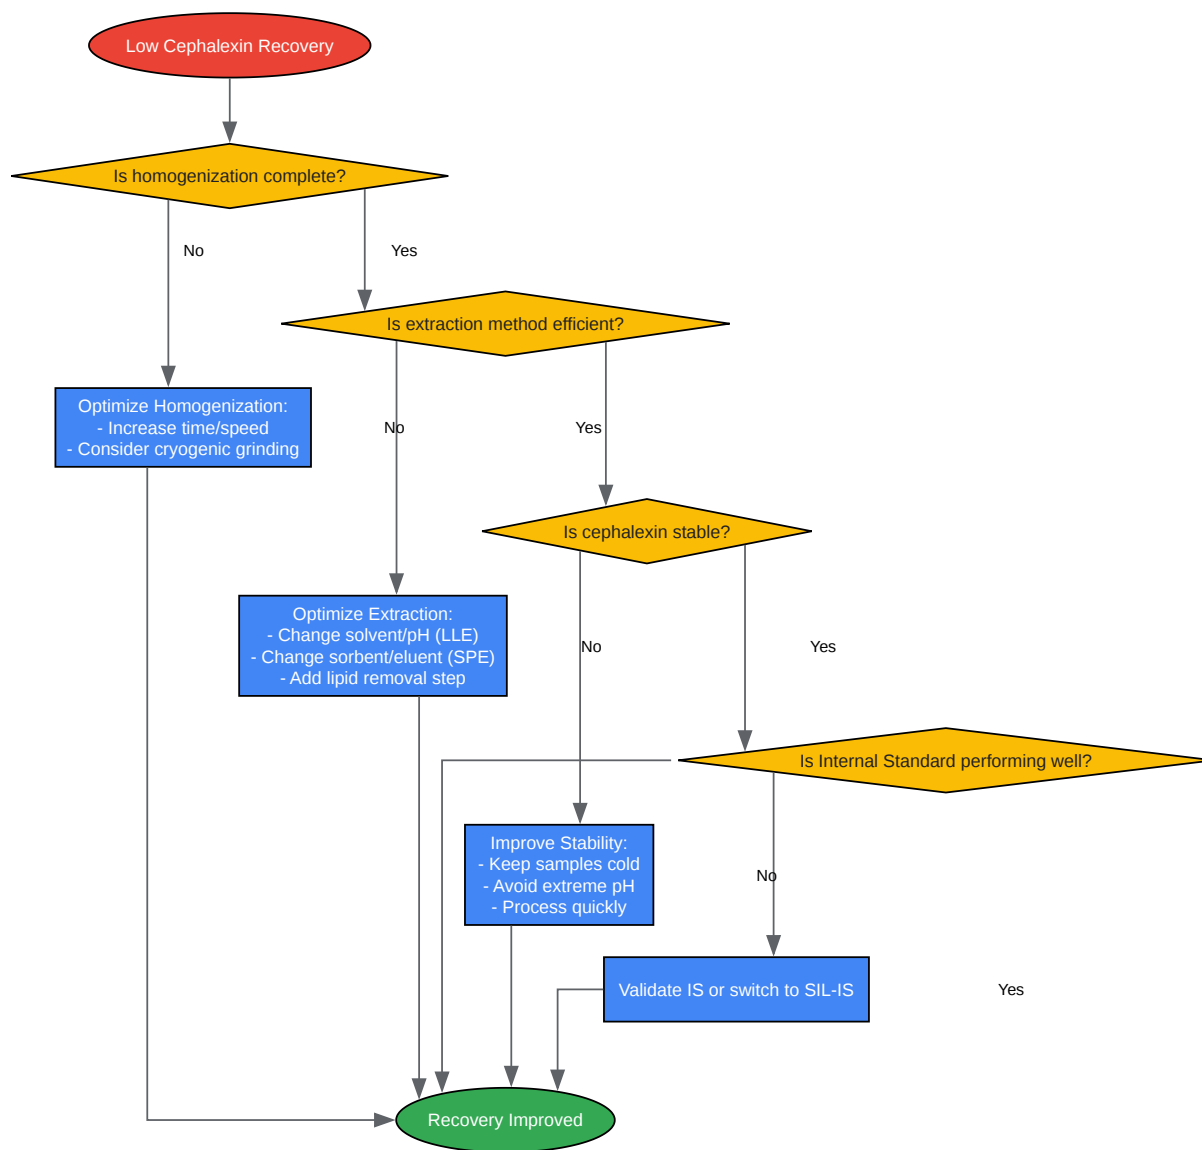 Low Cephalexin Recovery
Is homogenization complete?
No
Yes
Is extraction method efficient?
Optimize Homogenization:
- Increase time/speed
- Consider cryogenic grinding
No
Yes
Is cephalexin stable?
Optimize Extraction:
- Change solvent/pH (LLE)
- Change sorbent/eluent (SPE)
- Add lipid removal step
No
Yes
Is Internal Standard performing well?
Improve Stability:
- Keep samples cold
- Avoid extreme pH
- Process quickly
No
Validate IS or switch to SIL-IS
Yes
Recovery Improved